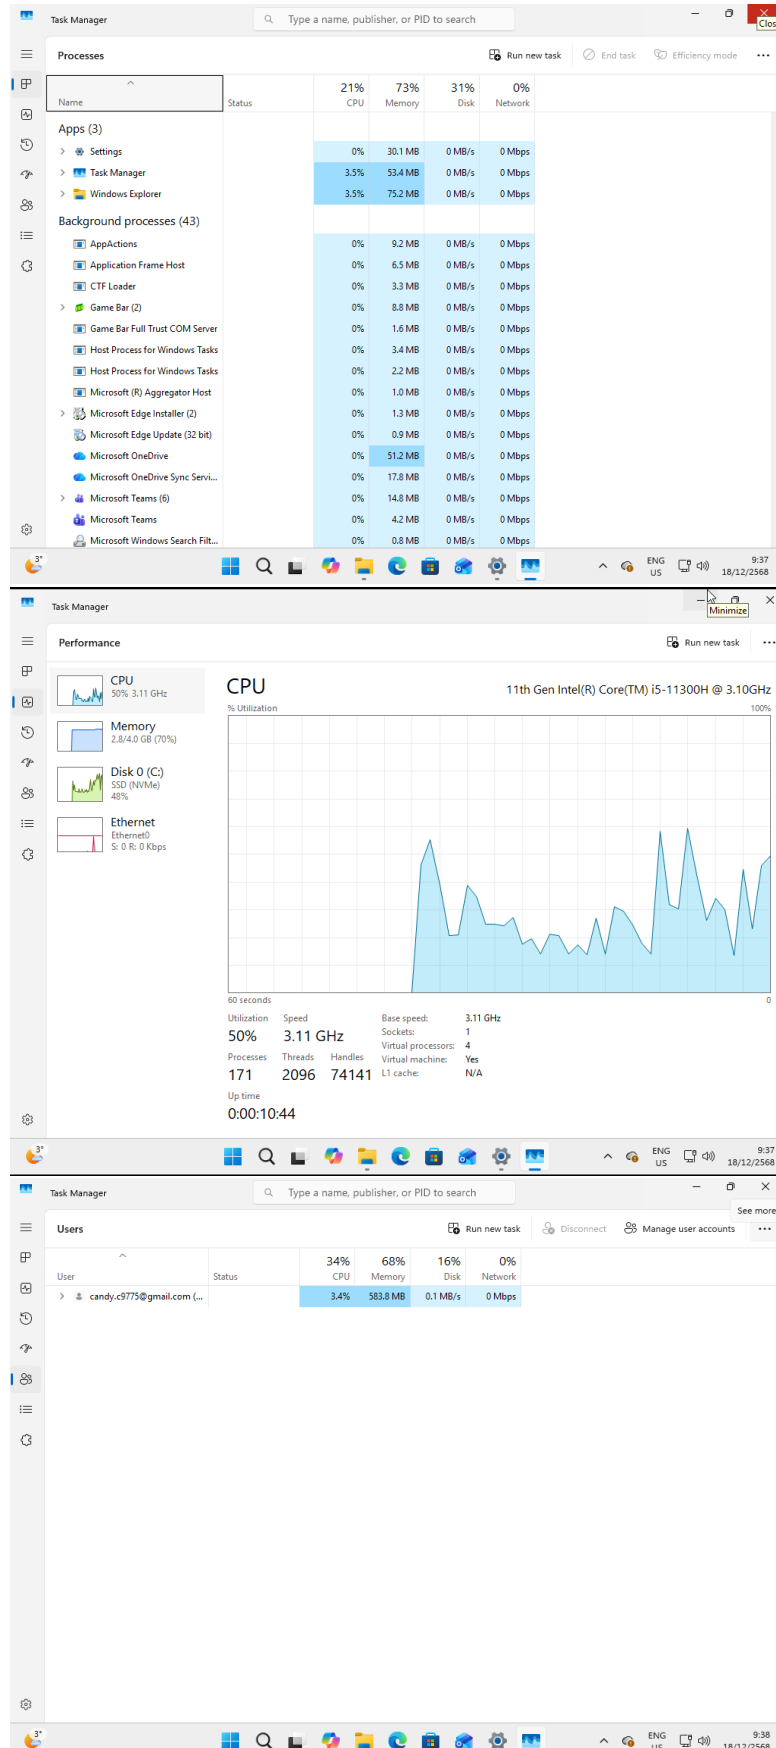 Task Manager
Type a name, publisher, or PID to search
Clos
Processes
Run new task
End task
Efficiency mode
21% 73% 31% 0%
Name Status CPU Memory Disk Network
Apps (3)
Settings 0% 30.1 MB 0 MB/s 0 Mbps
Task Manager 3.5% 53.4 MB 0 MB/s 0 Mbps
Windows Explorer 3.5% 75.2 MB 0 MB/s 0 Mbps
Background processes (43)
AppActions 0% 9.2 MB 0 MB/s 0 Mbps
Application Frame Host 0% 6.5 MB 0 MB/s 0 Mbps
CTF Loader 0% 3.3 MB 0 MB/s 0 Mbps
Game Bar (2) 0% 8.8 MB 0 MB/s 0 Mbps
Game Bar Full Trust COM Server 0% 1.6 MB 0 MB/s 0 Mbps
Host Process for Windows Tasks 0% 3.4 MB 0 MB/s 0 Mbps
Host Process for Windows Tasks 0% 2.2 MB 0 MB/s 0 Mbps
Microsoft (R) Aggregator Host 0% 1.0 MB 0 MB/s 0 Mbps
Microsoft Edge Installer (2) 0% 1.3 MB 0 MB/s 0 Mbps
Microsoft Edge Update (32 bit) 0% 0.9 MB 0 MB/s 0 Mbps
Microsoft OneDrive 0% 51.2 MB 0 MB/s 0 Mbps
Microsoft OneDrive Sync Servi... 0% 17.8 MB 0 MB/s 0 Mbps
Microsoft Teams (6) 0% 14.8 MB 0 MB/s 0 Mbps
Microsoft Teams 0% 4.2 MB 0 MB/s 0 Mbps
Microsoft Windows Search Filt... 0% 0.8 MB 0 MB/s 0 Mbps
3°
ENG
US
9:37
18/12/2568
Task Manager
Minimize
Performance
Run new task
CPU
50% 3.11 GHz
Memory
2.8/4.0 GB (70%)
Disk 0 (C:)
SSD (NVMe)
48%
Ethernet
Ethernet0
S: 0 R: 0 Kbps
CPU
11th Gen Intel(R) Core(TM) i5-11300H @ 3.10GHz
% Utilization 100%
60 seconds 0
Utilization Speed
50% 3.11 GHz
Processes Threads Handles
171 2096 74141
Up time
0:00:10:44
Base speed: 3.11 GHz
Sockets: 1
Virtual processors: 4
Virtual machine: Yes
L1 cache: N/A
3°
ENG
US
9:37
18/12/2568
Task Manager
Type a name, publisher, or PID to search
See more
Users
Run new task
Disconnect
Manage user accounts
34% 68% 16% 0%
User Status CPU Memory Disk Network
candy.c9775@gmail.com (... 3.4% 583.8 MB 0.1 MB/s 0 Mbps
3°
ENG
US
9:38
18/12/2568